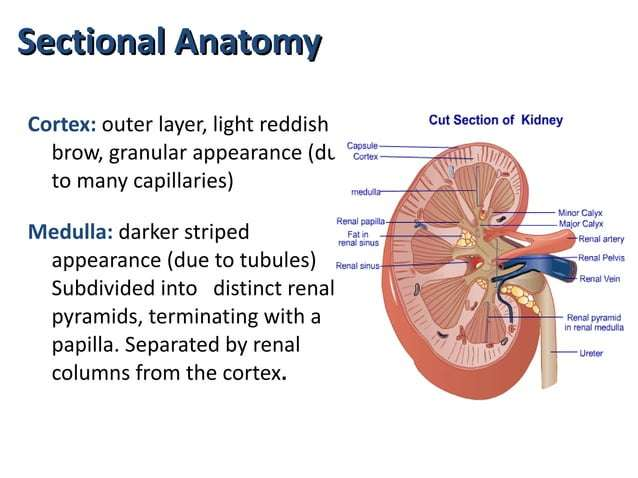 Sectional Anatomy
Cortex: outer layer, light reddish
brow, granular appearance (du
to many capillaries)
Medulla: darker striped
appearance (due to tubules)
Subdivided into distinct renal
pyramids, terminating with a
papilla. Separated by renal
columns from the cortex.
Cut Section of Kidney
Capsule
Cortex
medulla
Renal papilla
Fat in
renal sinus
Renal sinus
Minor Calyx
Major Calyx
Renal artery
Renal Pelvis
Renal Vein
Renal pyramid
in renal medulla
Ureter